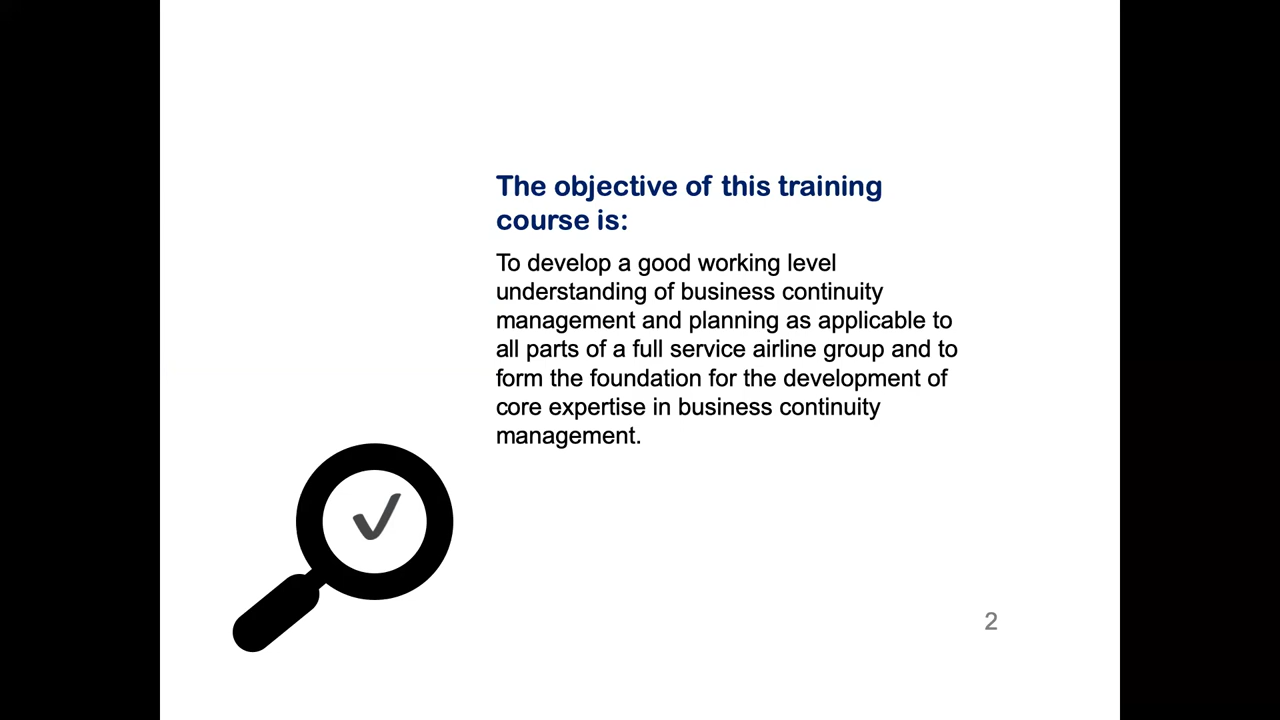 The objective of this training
course is:
To develop a good working level
understanding of business continuity
management and planning as applicable to
all parts of a full service airline group and to
form the foundation for the development of
core expertise in business continuity
management.
2